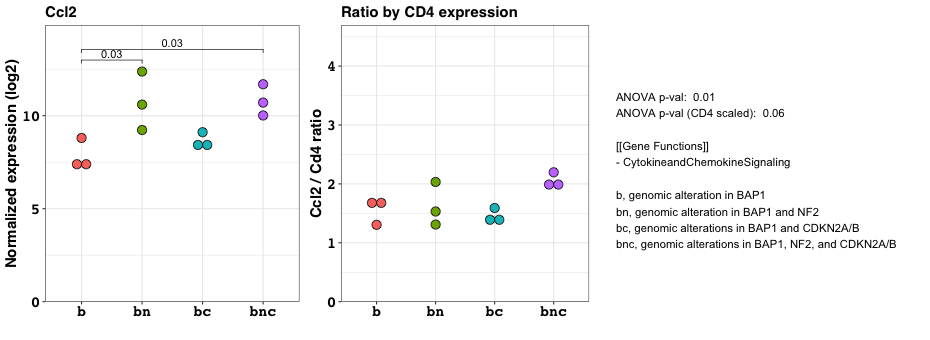 Ccl2
Normalized expression (log2)
10
5
0
0.03
0.03
b bn bc bnc
Ratio by CD4 expression
Ccl2 / Cd4 ratio
4
3
2
1
0
b bn bc bnc
ANOVA p-val:  0.01
ANOVA p-val (CD4 scaled):  0.06
[[Gene Functions]]
- CytokineandChemokineSignaling
b, genomic alteration in BAP1
bn, genomic alteration in BAP1 and NF2
bc, genomic alterations in BAP1 and CDKN2A/B
bnc, genomic alterations in BAP1, NF2, and CDKN2A/B